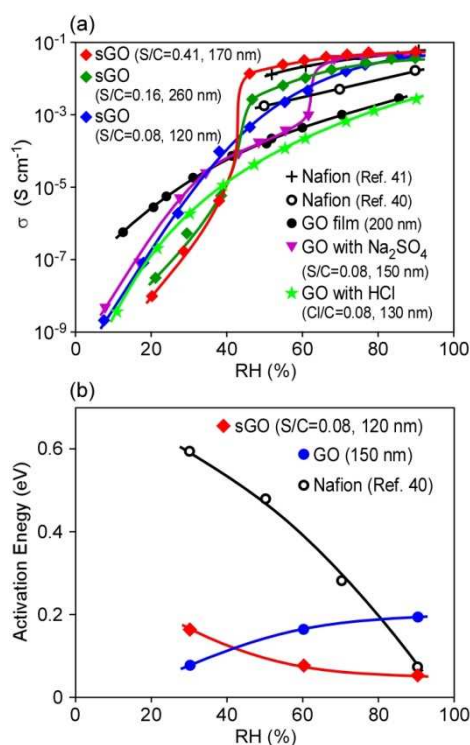 (a)
10⁻¹
10⁻³
10⁻⁵
10⁻⁷
10⁻⁹
σ (S cm⁻¹)
sGO (S/C=0.41, 170 nm)
sGO
(S/C=0.16, 260 nm)
sGO
(S/C=0.08, 120 nm)
Nafion (Ref. 41)
Nafion (Ref. 40)
GO film (200 nm)
GO with Na₂SO₄
(S/C=0.08, 150 nm)
GO with HCl
(Cl/C=0.08, 130 nm)
0 20 40 60 80 100
RH (%)
(b)
sGO (S/C=0.08, 120 nm)
GO (150 nm)
Nafion (Ref. 40)
0.6
0.4
0.2
0
Activation Enegy (eV)
0 20 40 60 80 100
RH (%)